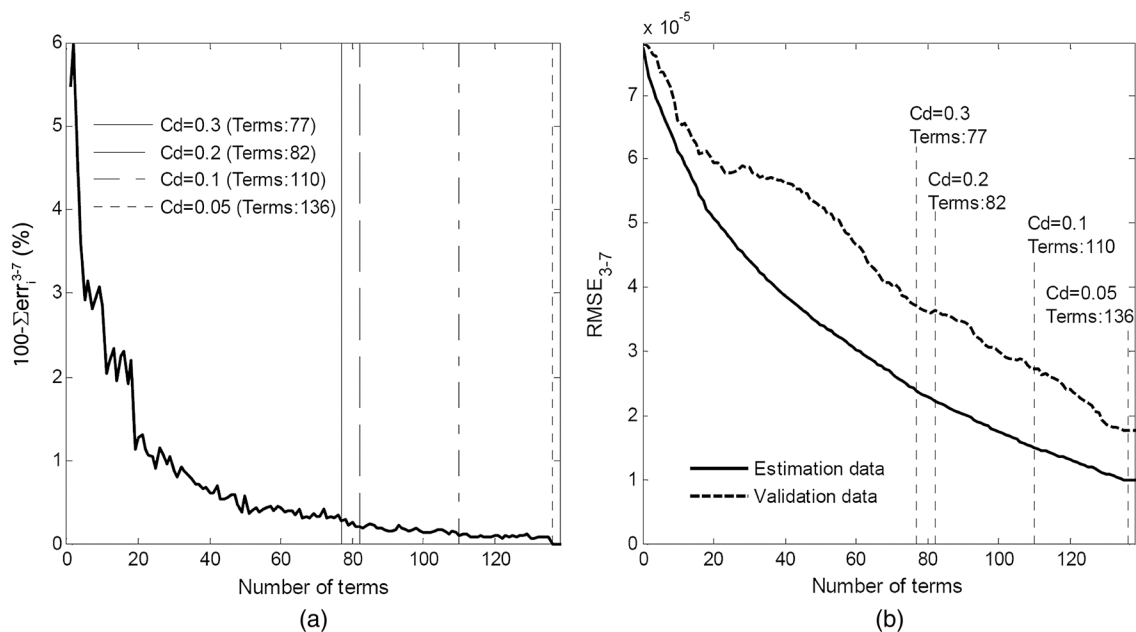 6
5
4
3
2
1
0
100-Σerrᵢ³⁻⁷ (%)
Cd=0.3 (Terms:77)
Cd=0.2 (Terms:82)
Cd=0.1 (Terms:110)
Cd=0.05 (Terms:136)
0 20 40 60 80 100 120
Number of terms
(a)
x 10⁻⁵
7
6
5
4
3
2
1
0
RMSE₃₋₇
Cd=0.3
Terms:77
Cd=0.2
Terms:82
Cd=0.1
Terms:110
Cd=0.05
Terms:136
Estimation data
Validation data
0 20 40 60 80 100 120
Number of terms
(b)